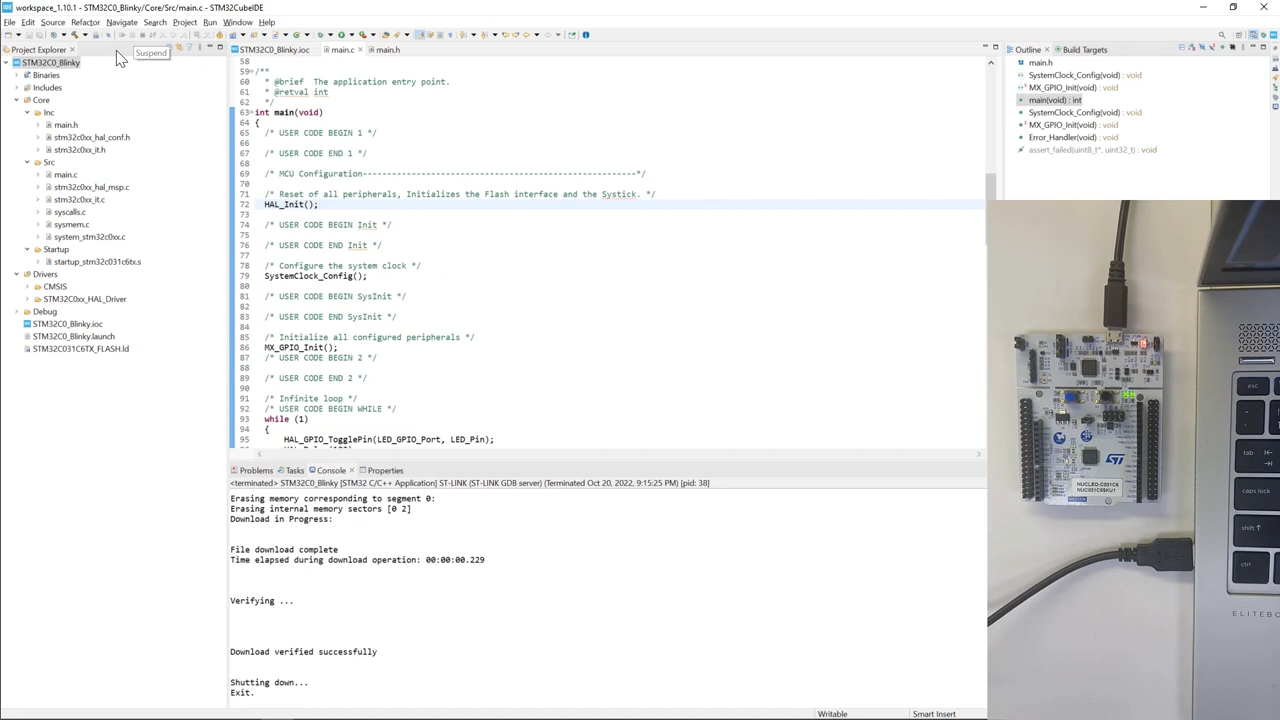 workspace_1.10.1 - STM32C0_Blinky/Core/Src/main.c - STM32CubeIDE
File Edit Source Refactor Navigate Search Project Run Window Help
Project Explorer
Suspend
STM32C0_Blinky
Binaries
Includes
Core
Inc
main.h
stm32c0xx_hal_conf.h
stm32c0xx_it.h
Src
main.c
stm32c0xx_hal_msp.c
stm32c0xx_it.c
syscalls.c
sysmem.c
system_stm32c0xx.c
Startup
startup_stm32c031c6tx.s
Drivers
CMSIS
STM32C0xx_HAL_Driver
Debug
STM32C0_Blinky.ioc
STM32C0_Blinky.launch
STM32C031C6TX_FLASH.ld
STM32C0_Blinky.ioc main.c main.h
58
59 /**
60 * @brief The application entry point.
61 * @retval int
62 */
63 int main(void)
64 {
65 /* USER CODE BEGIN 1 */
66
67 /* USER CODE END 1 */
68
69 /* MCU Configuration--------------------------------------------------------*/
70
71 /* Reset of all peripherals, Initializes the Flash interface and the Systick. */
72 HAL_Init();
73
74 /* USER CODE BEGIN Init */
75
76 /* USER CODE END Init */
77
78 /* Configure the system clock */
79 SystemClock_Config();
80
81 /* USER CODE BEGIN SysInit */
82
83 /* USER CODE END SysInit */
84
85 /* Initialize all configured peripherals */
86 MX_GPIO_Init();
87 /* USER CODE BEGIN 2 */
88
89 /* USER CODE END 2 */
90
91 /* Infinite loop */
92 /* USER CODE BEGIN WHILE */
93 while (1)
94 {
95 HAL_GPIO_TogglePin(LED_GPIO_Port, LED_Pin);
Problems Tasks Console Properties
<terminated> STM32C0_Blinky [STM32 C/C++ Application] ST-LINK (ST-LINK GDB server) (Terminated Oct 20, 2022, 9:15:25 PM) [pid: 38]
Erasing memory corresponding to segment 0:
Erasing internal memory sectors [0 2]
Download in Progress:
File download complete
Time elapsed during download operation: 00:00:00.229
Verifying ...
Download verified successfully
Shutting down...
Exit.
Writable
Smart Insert
Outline Build Targets
main.h
SystemClock_Config(void) : void
MX_GPIO_Init(void) : void
main(void) : int
SystemClock_Config(void) : void
MX_GPIO_Init(void) : void
Error_Handler(void) : void
assert_failed(uint8_t*, uint32_t) : void
ST
NUCLEO-C031C6
esc
tab
caps lock
shift
ctrl
ELITEBO